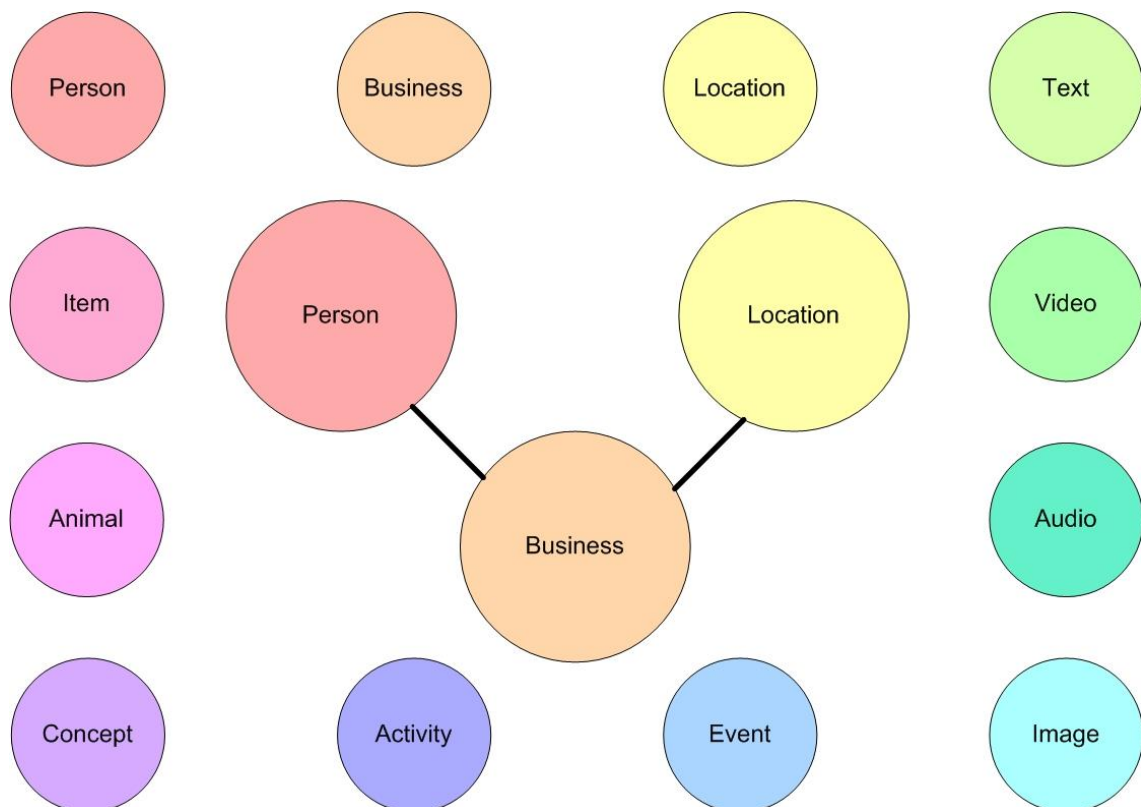 Person
Business
Location
Text
Item
Person
Location
Video
Animal
Business
Audio
Concept
Activity
Event
Image